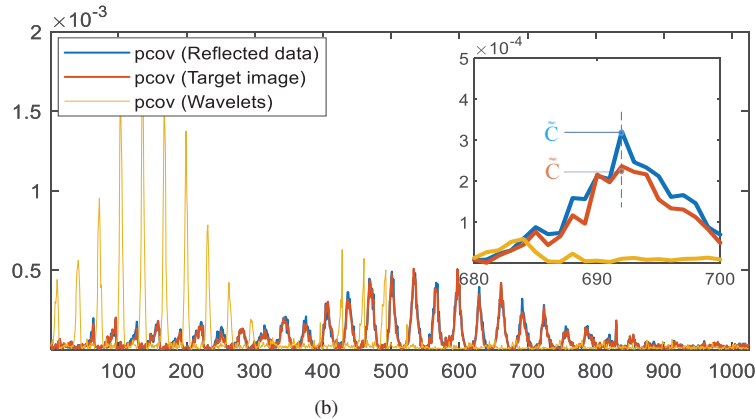 2 ×10⁻³
pcov (Reflected data)
pcov (Target image)
pcov (Wavelets)
1.5
1
0.5
100 200 300 400 500 600 700 800 900 1000
×10⁻⁴
5
4
3
2
1
680 690 700
C̃
C̃
(b)